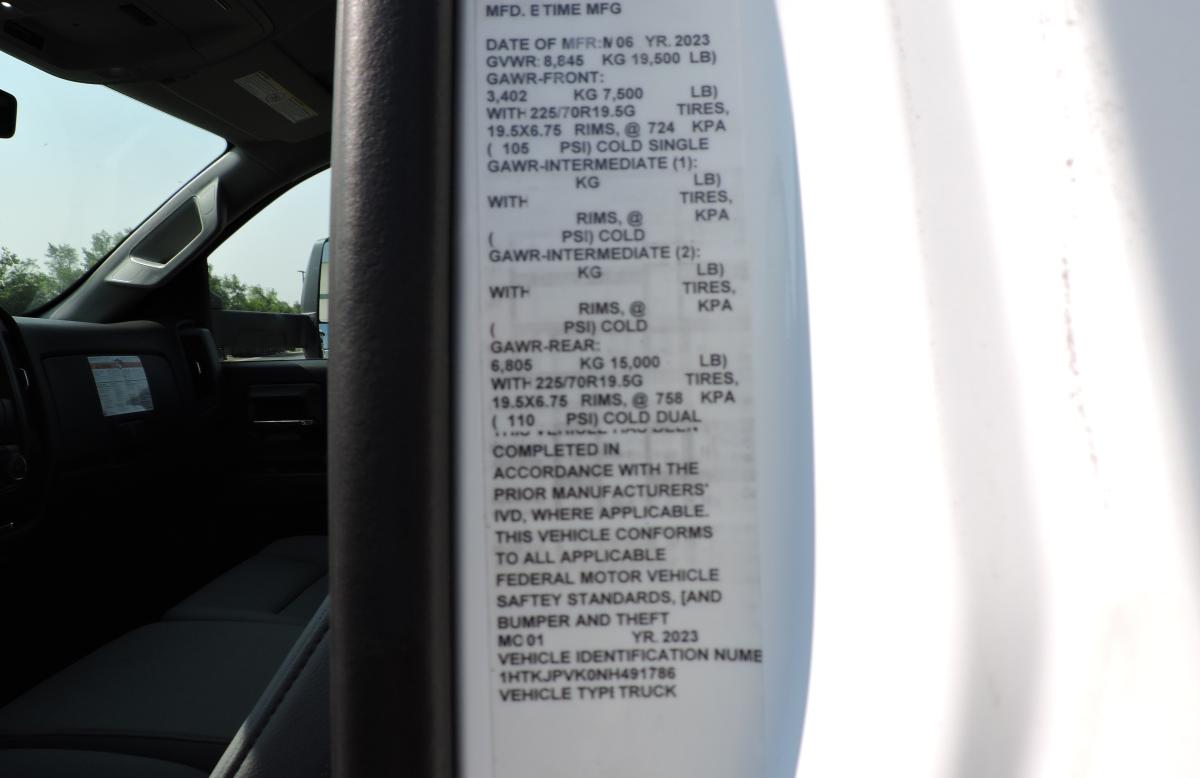 MFD. E TIME MFG
DATE OF MFR: M 06 YR. 2023
GVWR: 8,845 KG 19,500 LB)
GAWR-FRONT:
3,402 KG 7,500 LB)
WITH 225/70R19.5G TIRES,
19.5X6.75 RIMS, @ 724 KPA
( 105 PSI) COLD SINGLE
GAWR-INTERMEDIATE (1):
KG LB)
WITH TIRES,
RIMS, @ KPA
( PSI) COLD
GAWR-INTERMEDIATE (2):
KG LB)
WITH TIRES,
RIMS, @ KPA
( PSI) COLD
GAWR-REAR:
6,805 KG 15,000 LB)
WITH 225/70R19.5G TIRES,
19.5X6.75 RIMS, @ 758 KPA
( 110 PSI) COLD DUAL
THIS VEHICLE HAS BEEN
COMPLETED IN
ACCORDANCE WITH THE
PRIOR MANUFACTURERS'
IVD, WHERE APPLICABLE.
THIS VEHICLE CONFORMS
TO ALL APPLICABLE
FEDERAL MOTOR VEHICLE
SAFTEY STANDARDS, [AND
BUMPER AND THEFT
MO 01 YR. 2023
VEHICLE IDENTIFICATION NUME
1HTKJPVK0NH491786
VEHICLE TYPE TRUCK